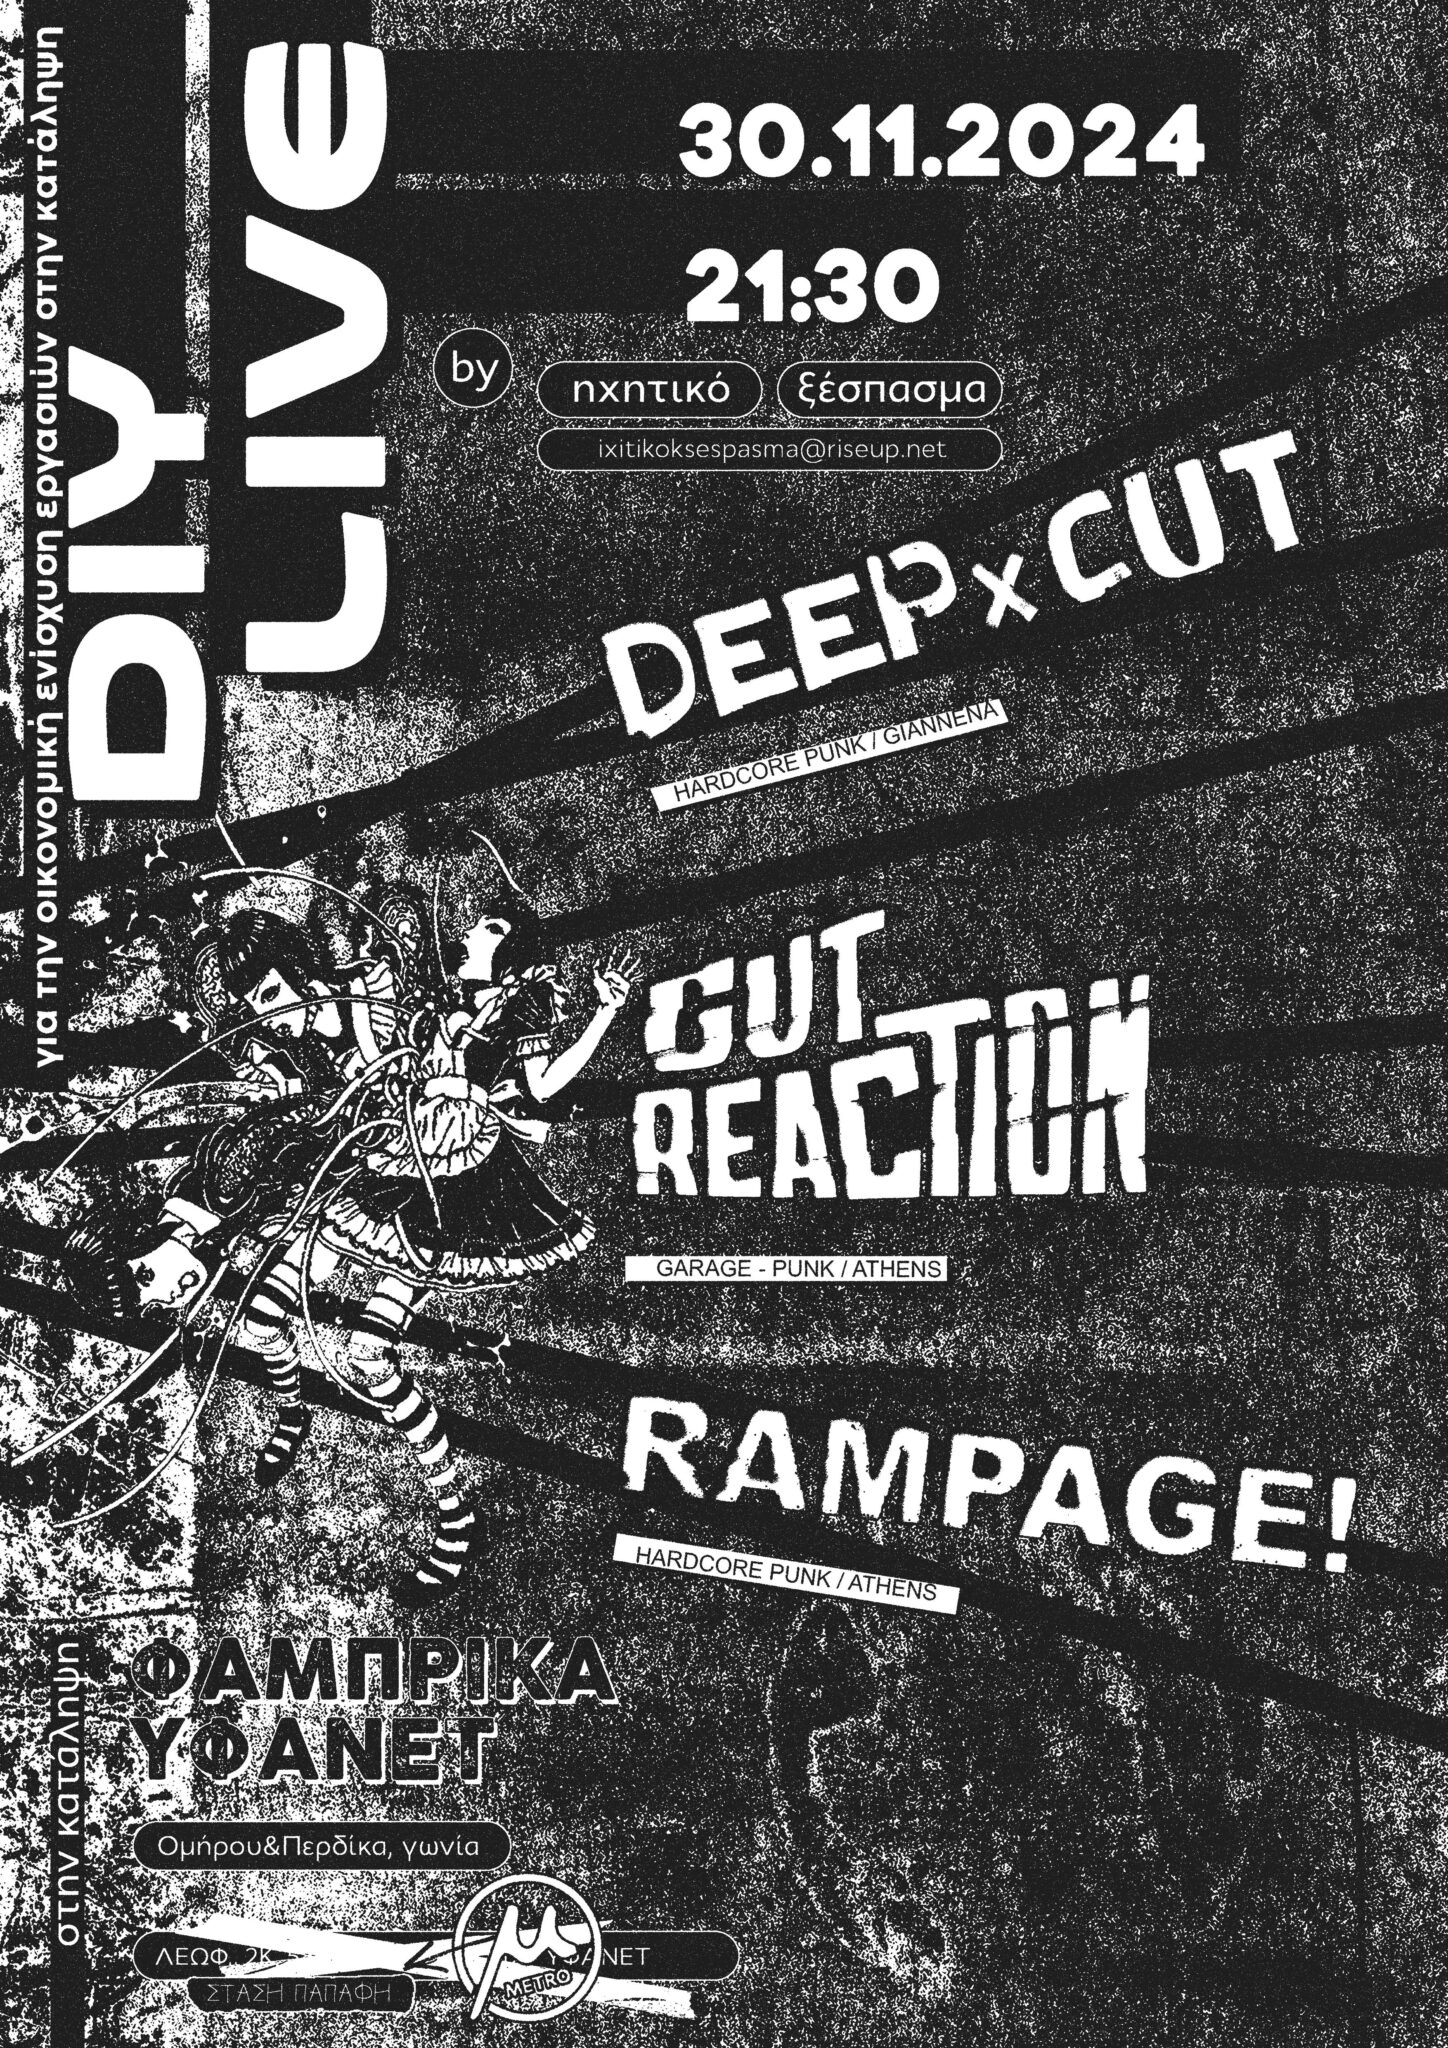 για την οικονομική ενίσχυση εργασιών στην κατάληψη
DIY
LIVE
30.11.2024
21:30
by
ηχητικό ξέσπασμα
ixitikoksespasma@riseup.net
DEEP x CUT
HARDCORE PUNK / GIANNENA
GUT
REACTION
GARAGE - PUNK / ATHENS
RAMPAGE!
HARDCORE PUNK / ATHENS
στην κατάληψη
ΦΑΜΠΡΙΚΑ
ΥΦΑΝΕΤ
Ομήρου&Περδίκα, γωνία
ΛΕΩΦ. 2Κ ΥΦΑΝΕΤ
μ
METRO
ΣΤΑΣΗ ΠΑΠΑΦΗ